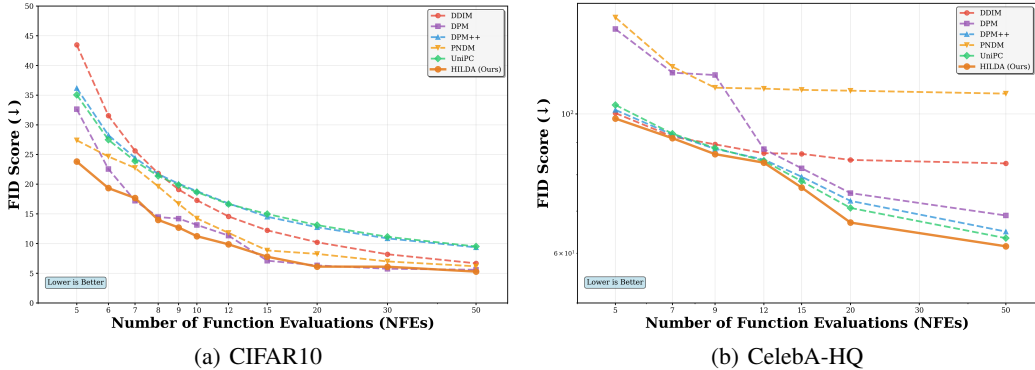 50
45
40
35
30
25
20
15
10
5
0
FID Score (↓)
DDIM
DPM
DPM++
PNDM
UniPC
HILDA (Ours)
Lower is Better
5 6 7 8 9 10 12 15 20 30 50
Number of Function Evaluations (NFEs)
(a) CIFAR10
10²
6×10¹
FID Score (↓)
DDIM
DPM
DPM++
PNDM
UniPC
HILDA (Ours)
Lower is Better
5 7 9 12 15 20 50
Number of Function Evaluations (NFEs)
(b) CelebA-HQ